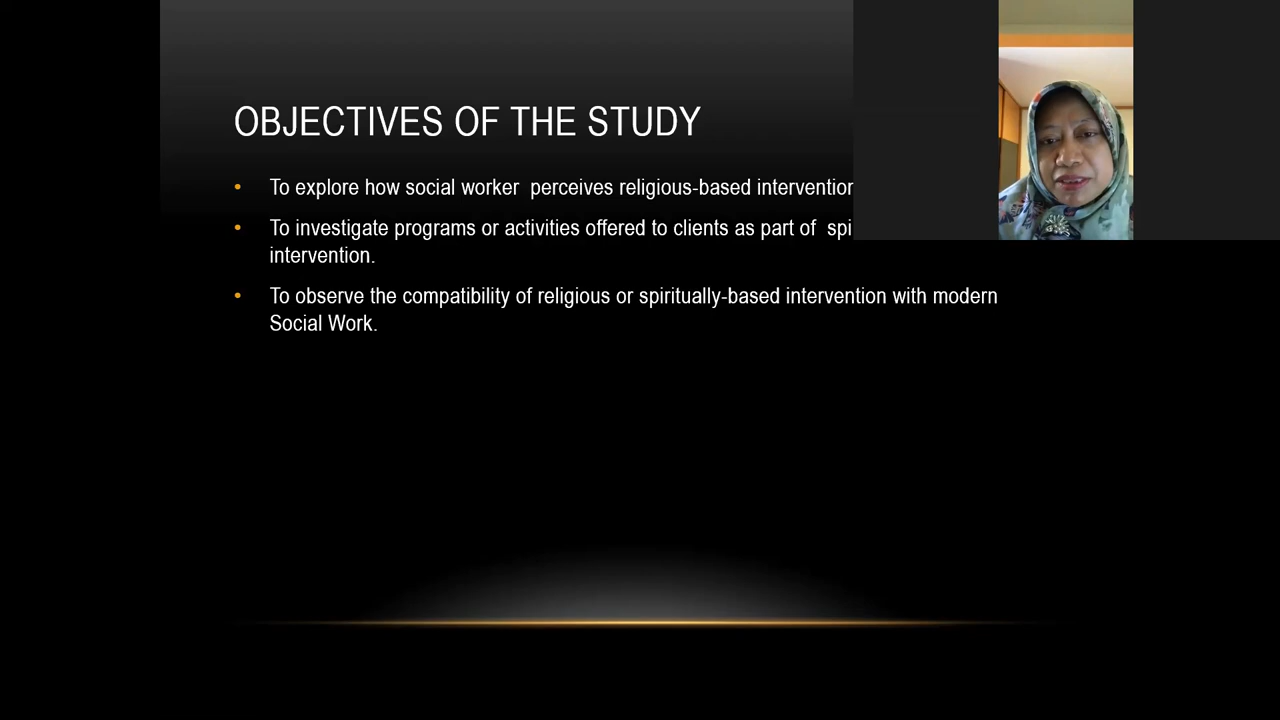 OBJECTIVES OF THE STUDY
• To explore how social worker perceives religious-based
• To investigate programs or activities offered to clients as part of
intervention.
• To observe the compatibility of religious or spiritually-based intervention with modern
Social Work.